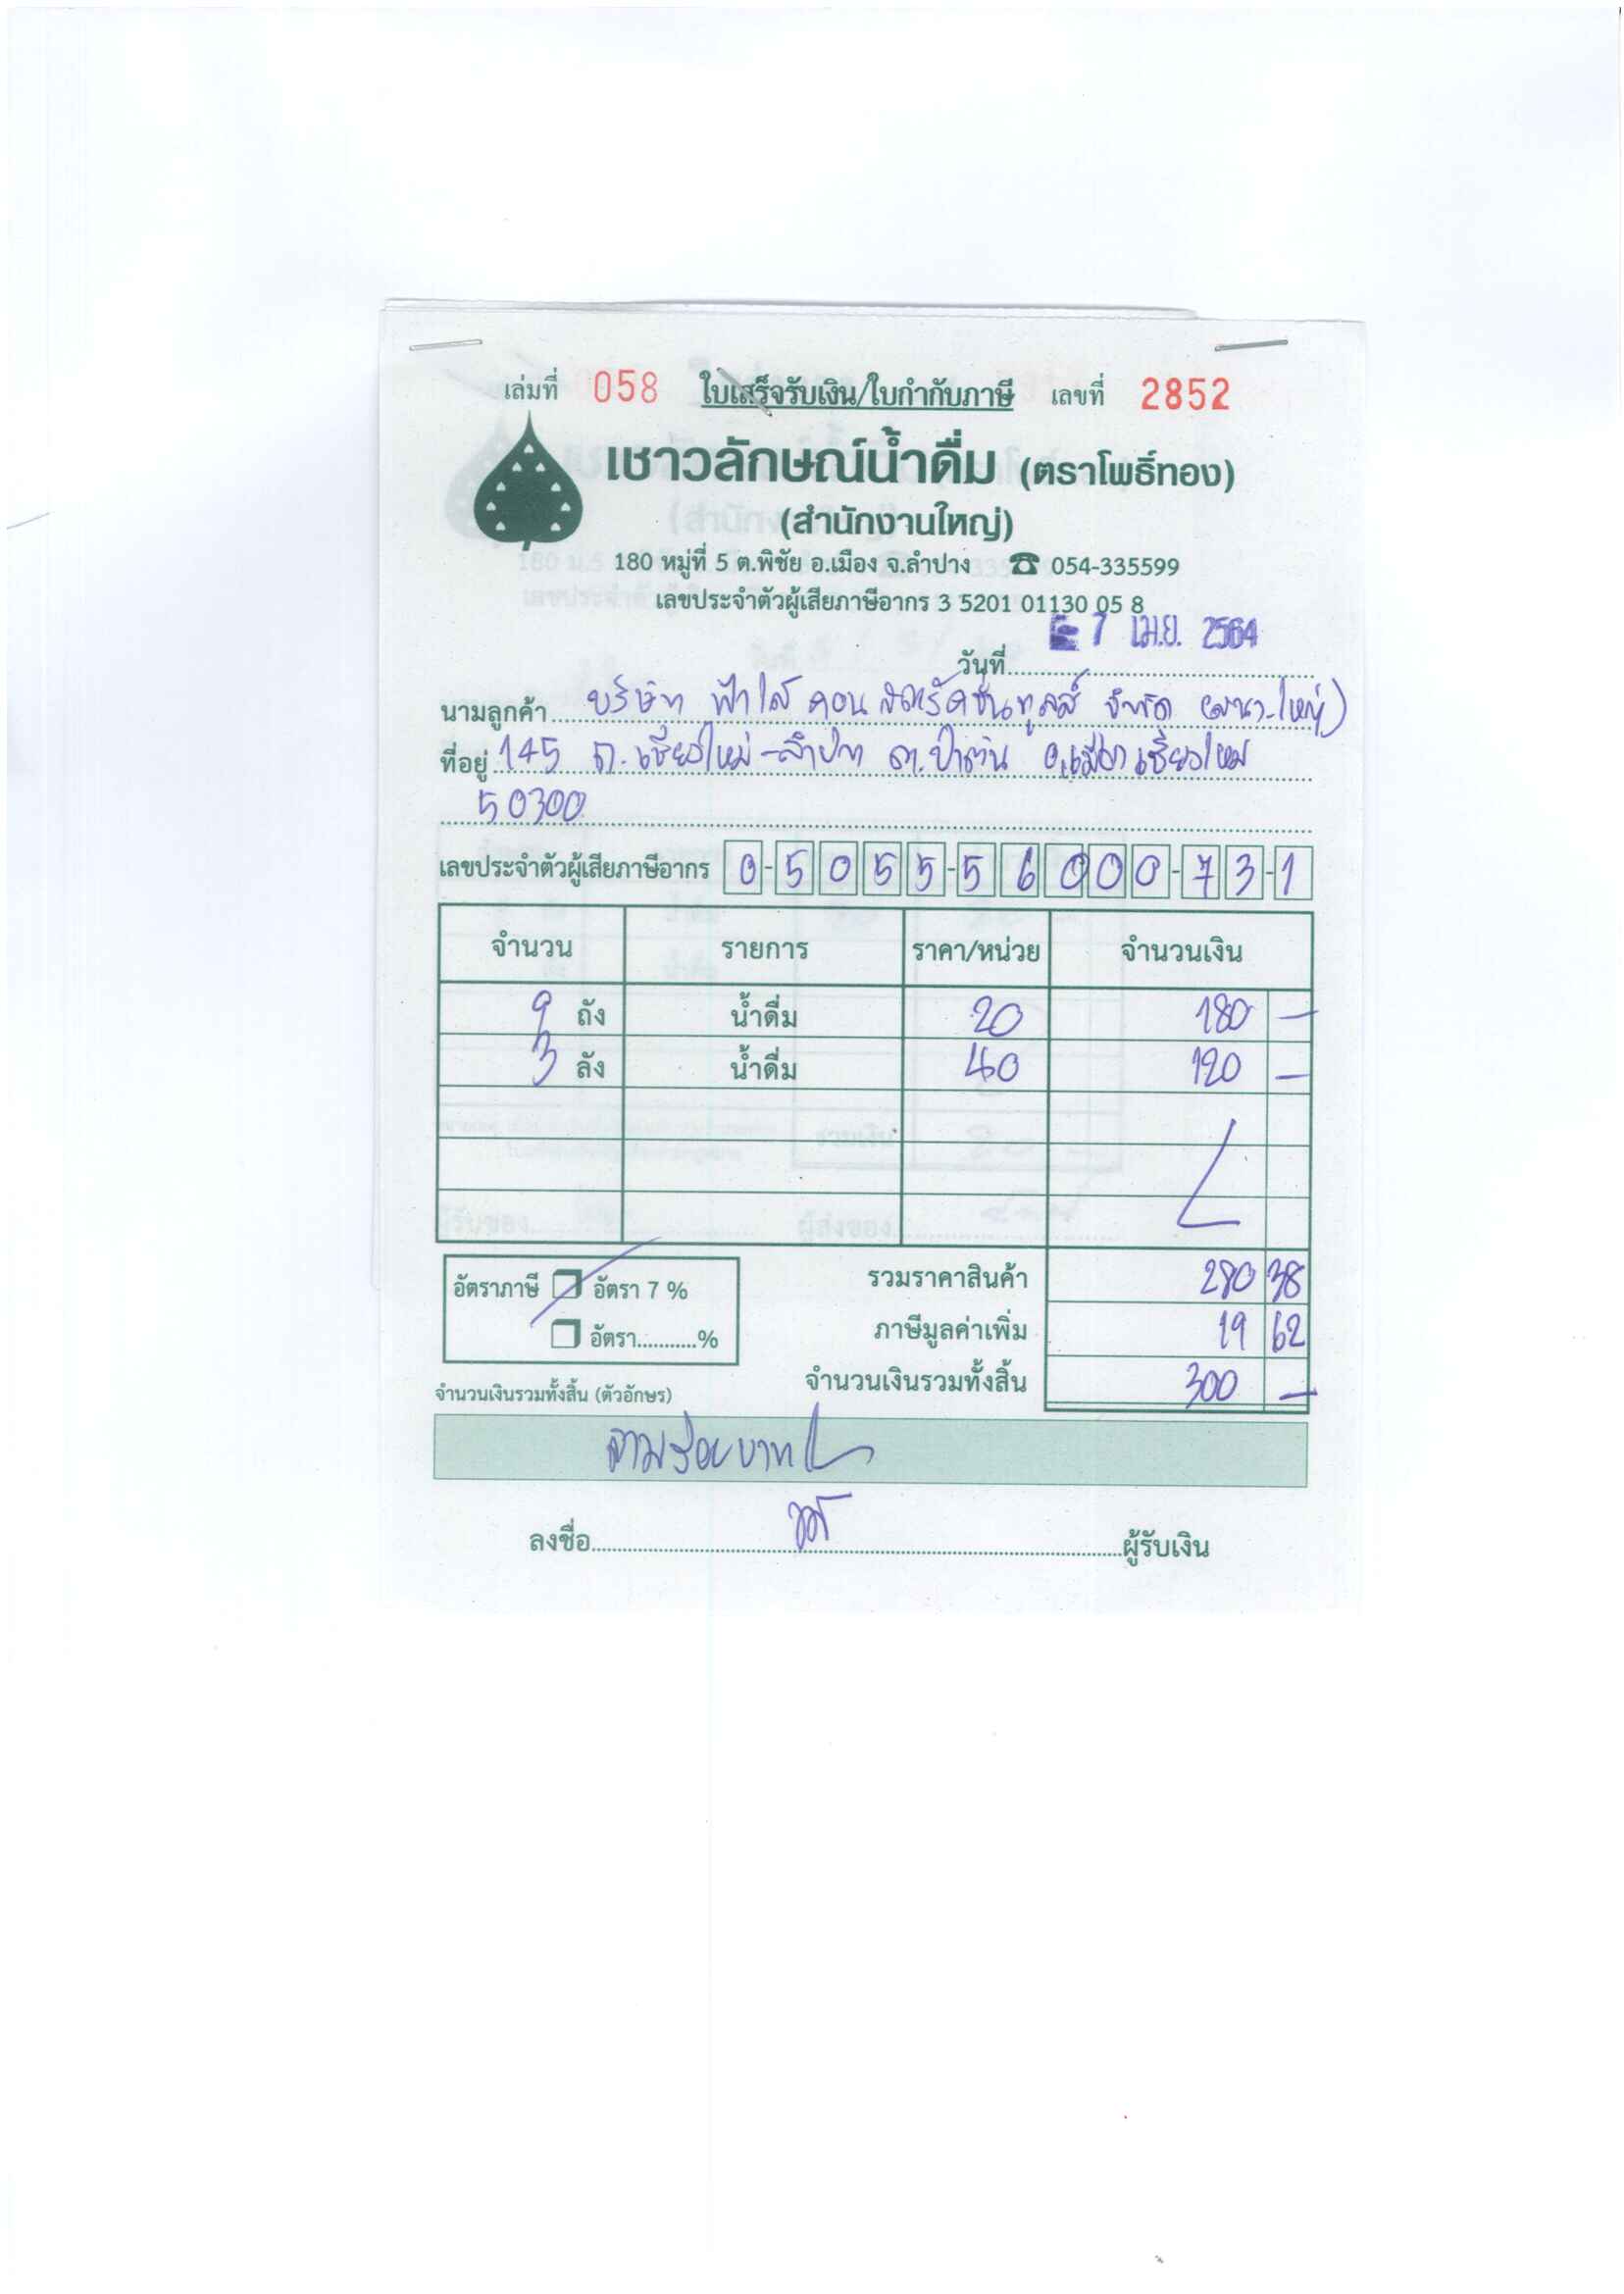 เล่มที่ 058 ใบเสร็จรับเงิน/ใบกำกับภาษี เลขที่ 2852
เชาวลักษณ์น้ำดื่ม (ตราโพธิ์ทอง)
(สำนักงานใหญ่)
180 หมู่ที่ 5 ต.พิชัย อ.เมือง จ.ลำปาง ☎ 054-335599
เลขประจำตัวผู้เสียภาษีอากร 3 5201 01130 05 8
วันที่ 7 เม.ย. 2564
นามลูกค้า บริษัท ฟ้าใส คอนสตรัคชั่นทูลส์ จำกัด
ที่อยู่ 145 ถ.เชียงใหม่-ลำปาง ต.ป่าตัน อ.เมือง เชียงใหม่
50300
เลขประจำตัวผู้เสียภาษีอากร 0-5055-56000-73-1
จำนวน รายการ ราคา/หน่วย จำนวนเงิน
9 ถัง น้ำดื่ม 20 180 -
3 ลัง น้ำดื่ม 40 120 -
อัตราภาษี อัตรา 7 % รวมราคาสินค้า 280 38
อัตรา...........% ภาษีมูลค่าเพิ่ม 19 62
จำนวนเงินรวมทั้งสิ้น (ตัวอักษร) จำนวนเงินรวมทั้งสิ้น 300 -
สามร้อยบาท
ลงชื่อ ผู้รับเงิน